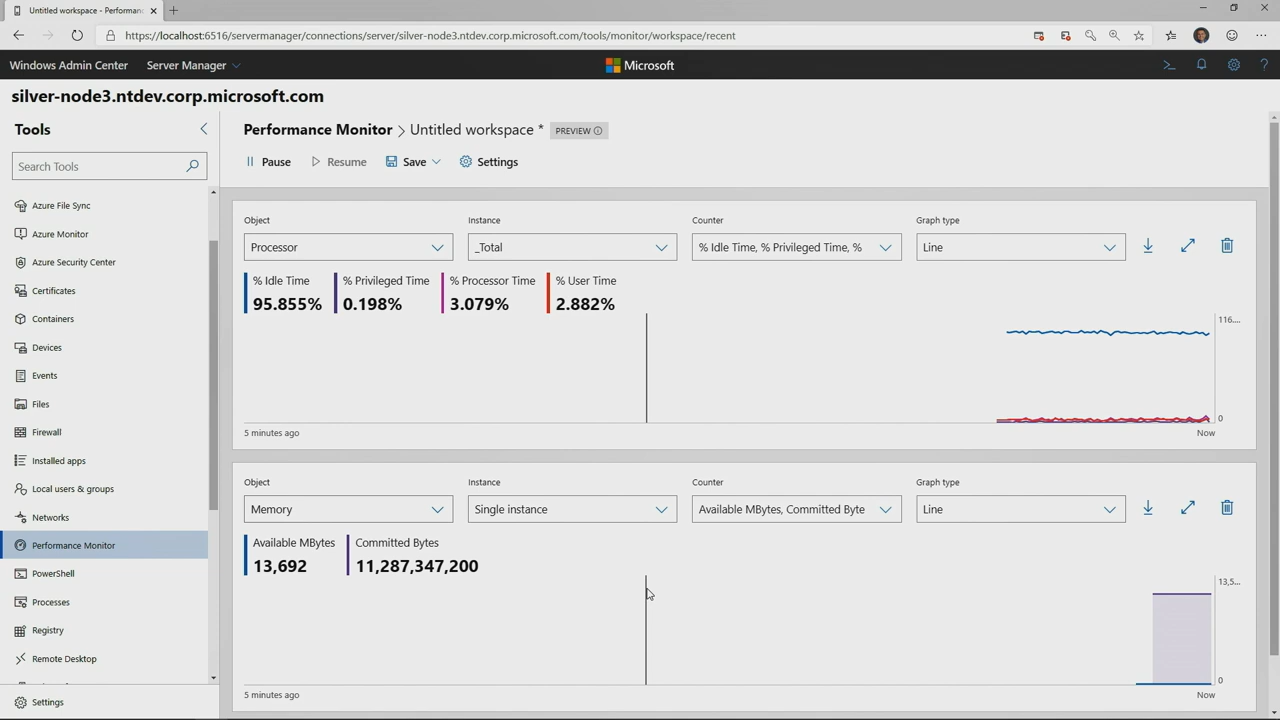 Untitled workspace - Performanc
https://localhost:6516/servermanager/connections/server/silver-node3.ntdev.corp.microsoft.com/tools/monitor/workspace/recent
Windows Admin Center
Server Manager
Microsoft
silver-node3.ntdev.corp.microsoft.com
Tools
Search Tools
Azure File Sync
Azure Monitor
Azure Security Center
Certificates
Containers
Devices
Events
Files
Firewall
Installed apps
Local users & groups
Networks
Performance Monitor
PowerShell
Processes
Registry
Remote Desktop
Settings
Performance Monitor > Untitled workspace *
PREVIEW
Pause
Resume
Save
Settings
Object
Instance
Counter
Graph type
Processor
_Total
% Idle Time, % Privileged Time, %
Line
% Idle Time
% Privileged Time
% Processor Time
% User Time
95.855%
0.198%
3.079%
2.882%
116....
0
5 minutes ago
Now
Object
Instance
Counter
Graph type
Memory
Single instance
Available MBytes, Committed Byte
Line
Available MBytes
Committed Bytes
13,692
11,287,347,200
13,5...
0
5 minutes ago
Now